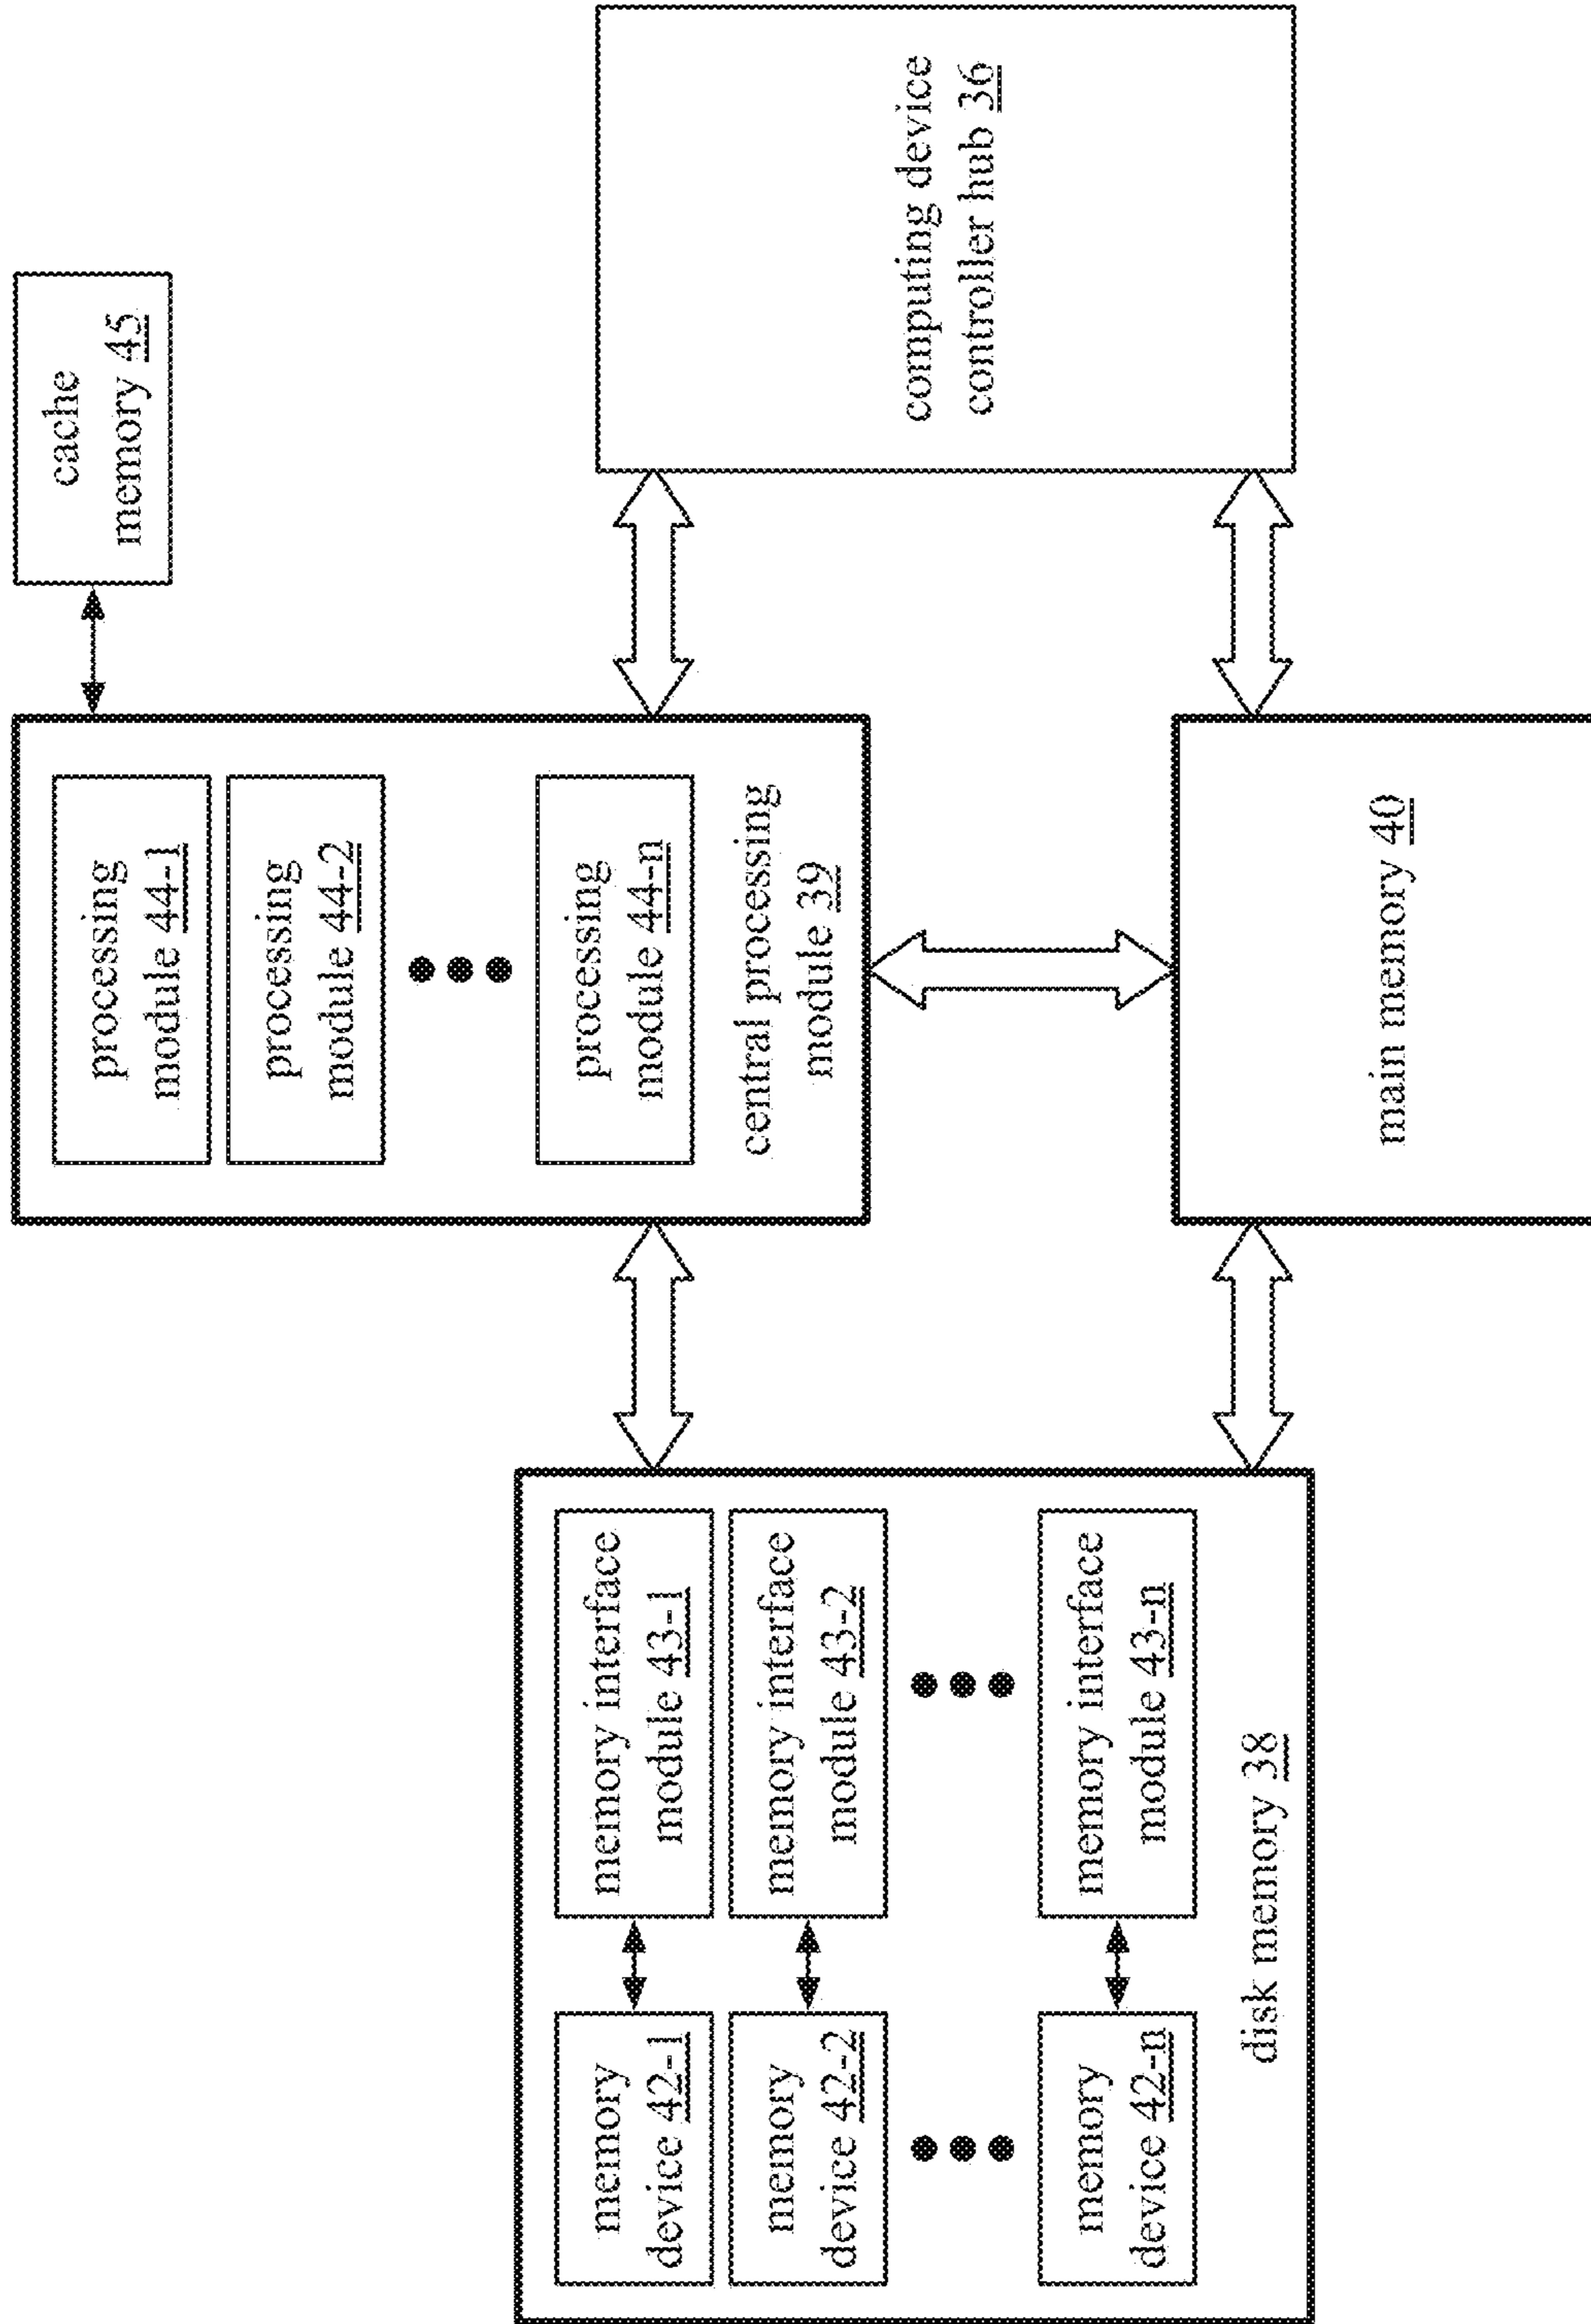 memory
device 42-1
memory interface
module 43-1
memory
device 42-2
memory interface
module 43-2
memory
device 42-n
memory interface
module 43-n
disk memory 38
processing
module 44-1
processing
module 44-2
processing
module 44-n
central processing
module 39
cache
memory 45
main memory 40
computing device
controller hub 36